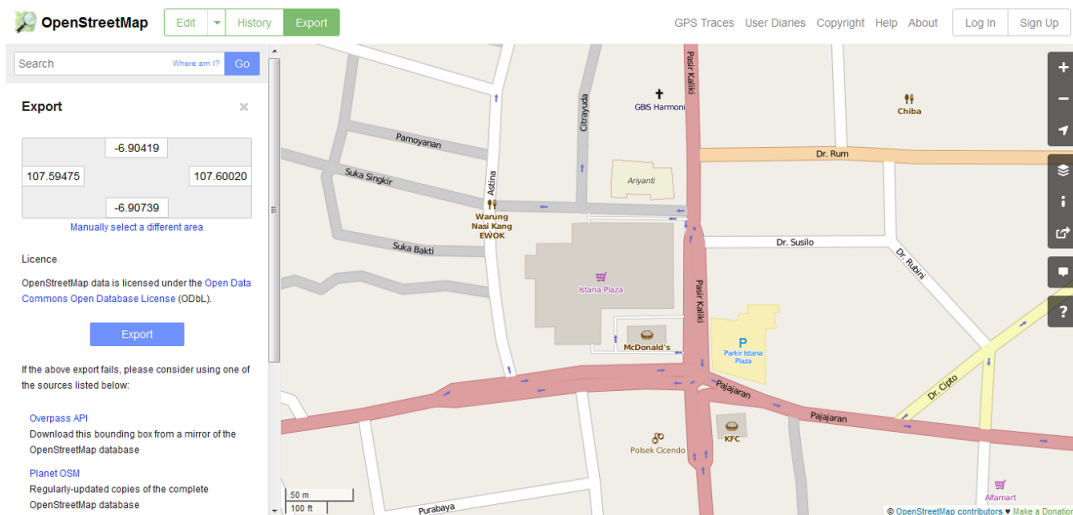 OpenStreetMap
Edit
History
Export
GPS Traces
User Diaries
Copyright
Help
About
Log In
Sign Up
Search
Where am I?
Go
Export
-6.90419
107.59475
107.60020
-6.90739
Manually select a different area
Licence
OpenStreetMap data is licensed under the Open Data
Commons Open Database License (ODbL).
Export
If the above export fails, please consider using one of
the sources listed below:
Overpass API
Download this bounding box from a mirror of the
OpenStreetMap database
Planet OSM
Regularly-updated copies of the complete
OpenStreetMap database
Pasir Kaliki
GBIS Harmoni
Chiba
Citrayuda
Pamoyanan
Dr. Rum
Suka Singkir
Astina
Ariyanti
Warung
Nasi Kang
EWOK
Suka Bakti
Dr. Susilo
Dr. Rubini
Istana Plaza
Pasir Kaliki
McDonald's
P
Parkir Istana
Plaza
Pajajaran
Dr. Cipto
Pajajaran
KFC
Polsek Cicendo
Alfamart
Purabaya
50 m
100 ft
© OpenStreetMap contributors ♥ Make a Donation
+
−
i
?